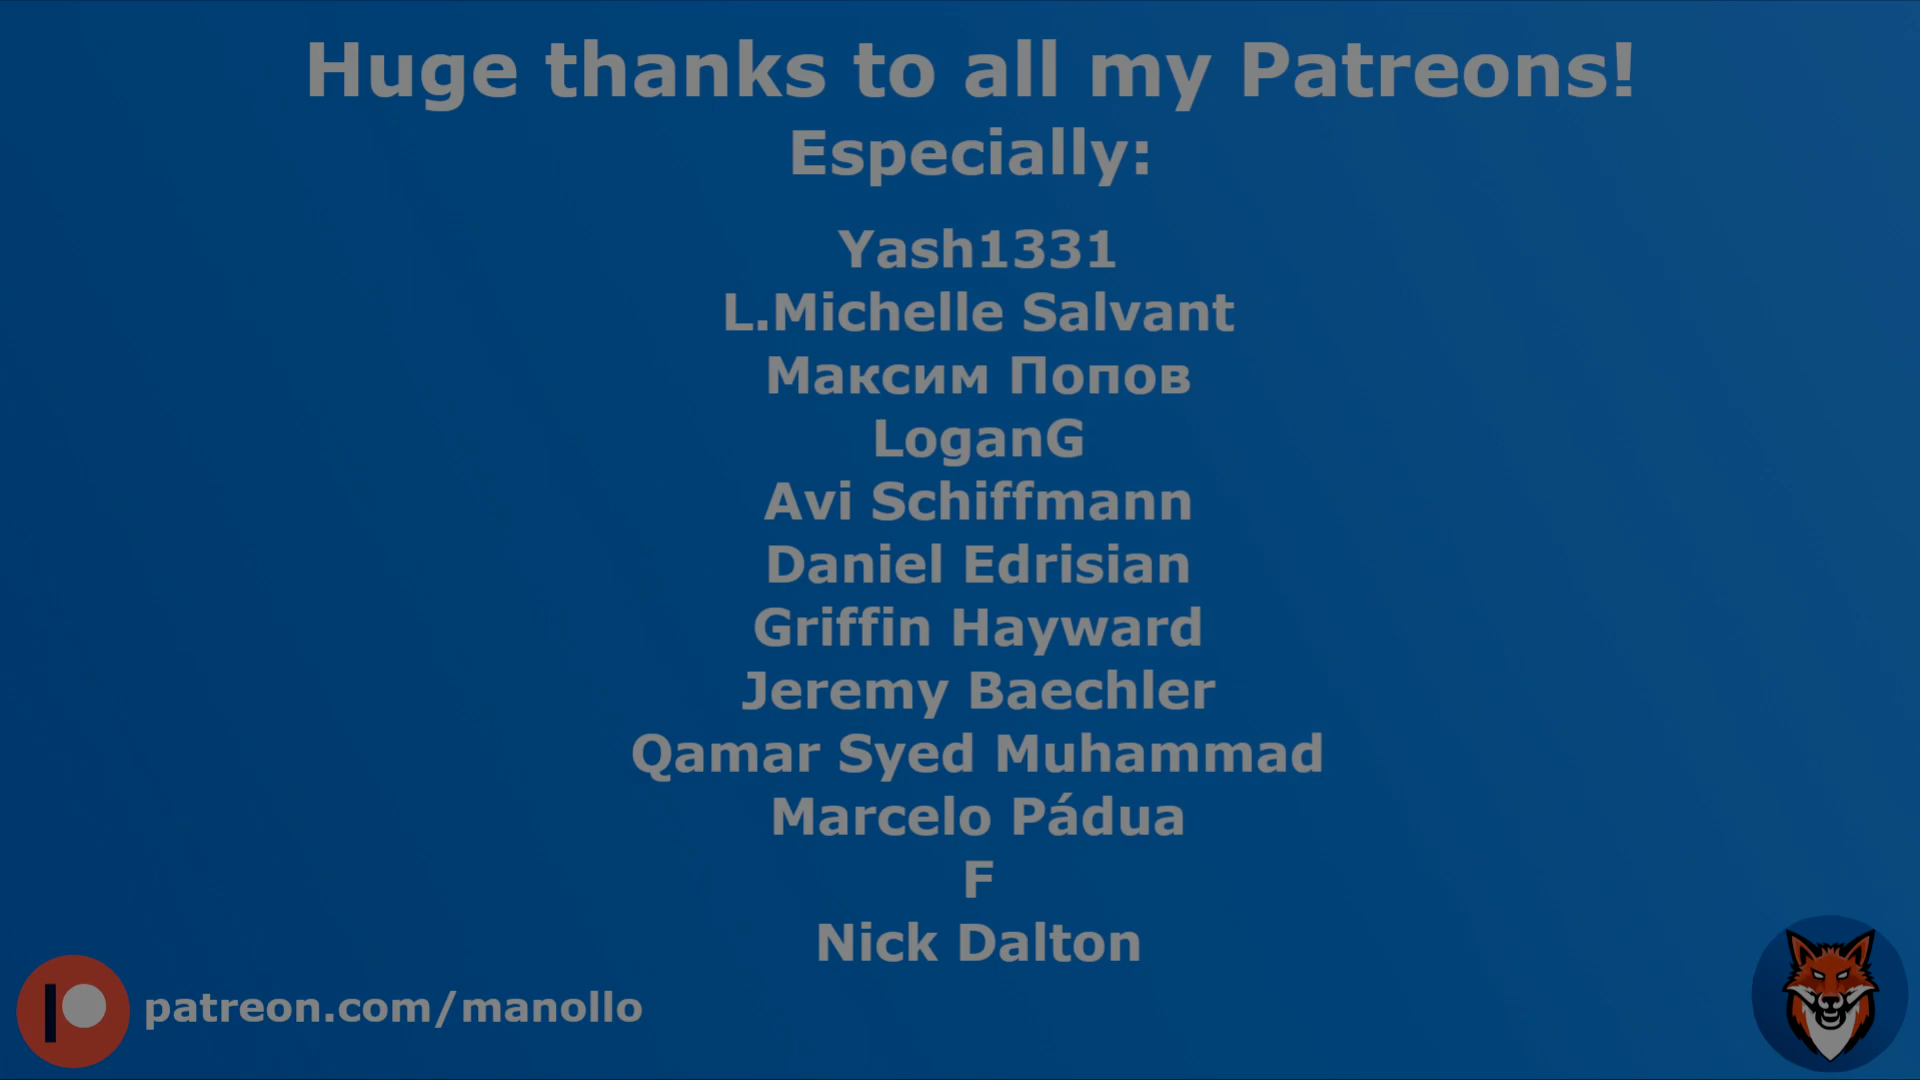 Huge thanks to all my Patreons!
Especially:
Yash1331
L.Michelle Salvant
Максим Попов
LoganG
Avi Schiffmann
Daniel Edrisian
Griffin Hayward
Jeremy Baechler
Qamar Syed Muhammad
Marcelo Pádua
F
Nick Dalton
patreon.com/manollo